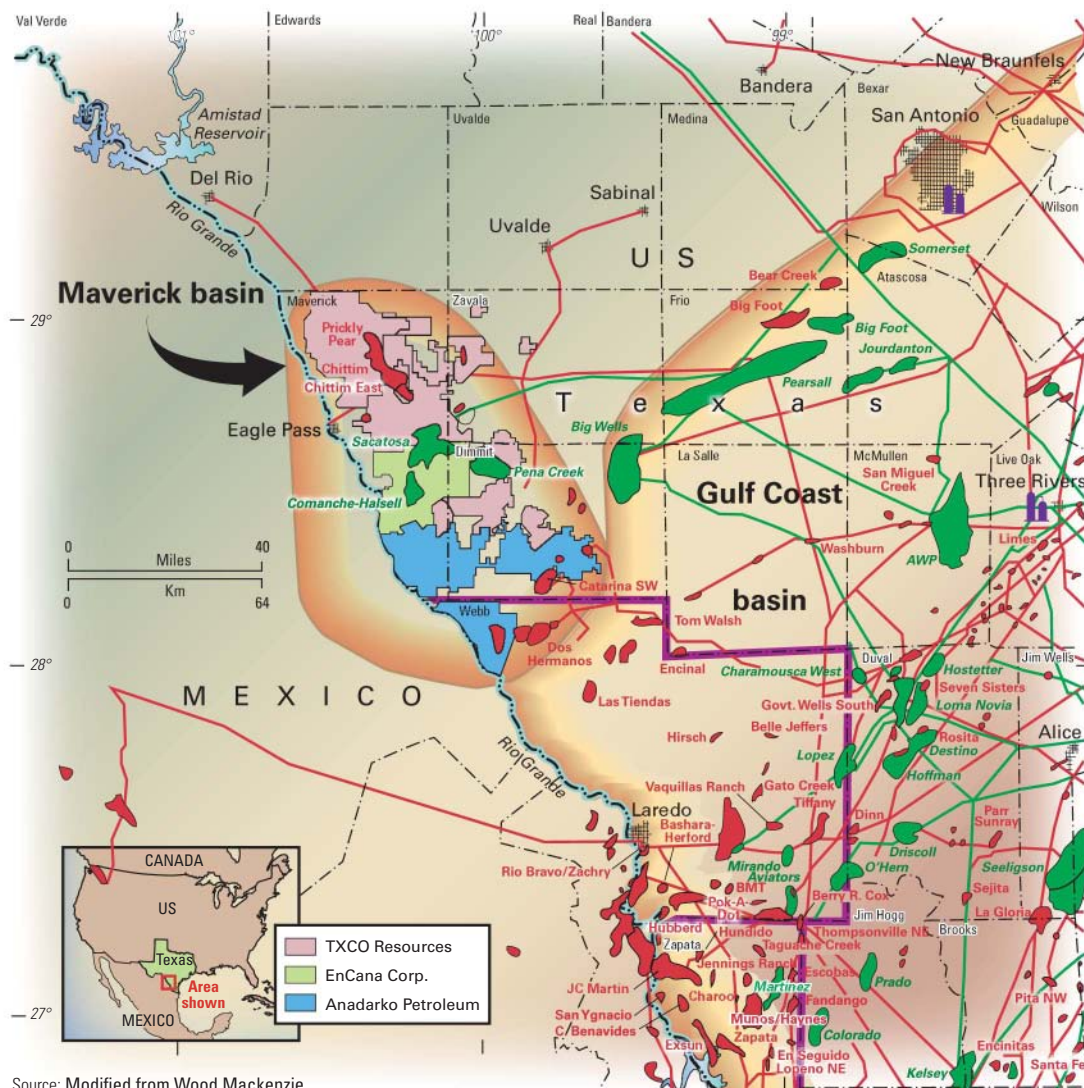 Val Verde
Edwards
Real
Bandera
101°
100°
99°
Bandera
New Braunfels
Bexar
San Antonio
Guadalupe
Amistad
Reservoir
Uvalde
Medina
Del Rio
Sabinal
Wilson
Rio Grande
Uvalde
U S
Somerset
Atascosa
Bear Creek
Maverick basin
Maverick
Zavala
Frio
Big Foot
Big Foot
29°
Prickly
Pear
Jourdanton
Chittim
Chittim East
Pearsall
T e x a s
Eagle Pass
Big Wells
Sacatosa
Dimmit
La Salle
McMullen
Live Oak
Pena Creek
San Miguel
Creek
Three Rivers
Comanche-Halsell
Gulf Coast
basin
0
40
Miles
Km
0
64
Washburn
Limes
AWP
Catarina SW
Webb
Tom Walsh
Dos
Hermanos
Encinal
28°
Duval
Jim Wells
Hostetter
Charamousca West
M E X I C O
Seven Sisters
Las Tiendas
Govt. Wells South
Loma Novia
Belle Jeffers
Hirsch
Rosita
Alice
Destino
Lopez
Hoffman
Rio Grande
Vaquillas Ranch
Gato Creek
Tiffany
Laredo
Dinn
Parr
Sunray
Bashara-
Herford
Driscoll
Mirando
Aviators
O'Hern
Seeligson
Rio Bravo/Zachry
BMT
Berry R. Cox
Sejita
Pok-A-
Dot
Jim Hogg
La Gloria
Hubberd
Hundido
Thompsonville NE
Brooks
Zapata
Taguache Creek
Jennings Ranch
Escobas
Prado
JC Martin
Martinez
Charoo
Fandango
Pita NW
San Ygnacio
Munos/Haynes
C. Benavides
Zapata
Colorado
27°
Exsun
En Seguido
Lopeno NE
Encinitas
Kelsey
Santa Fe
CANADA
US
Texas
Area
shown
MEXICO
TXCO Resources
EnCana Corp.
Anadarko Petroleum
Source: Modified from Wood Mackenzie